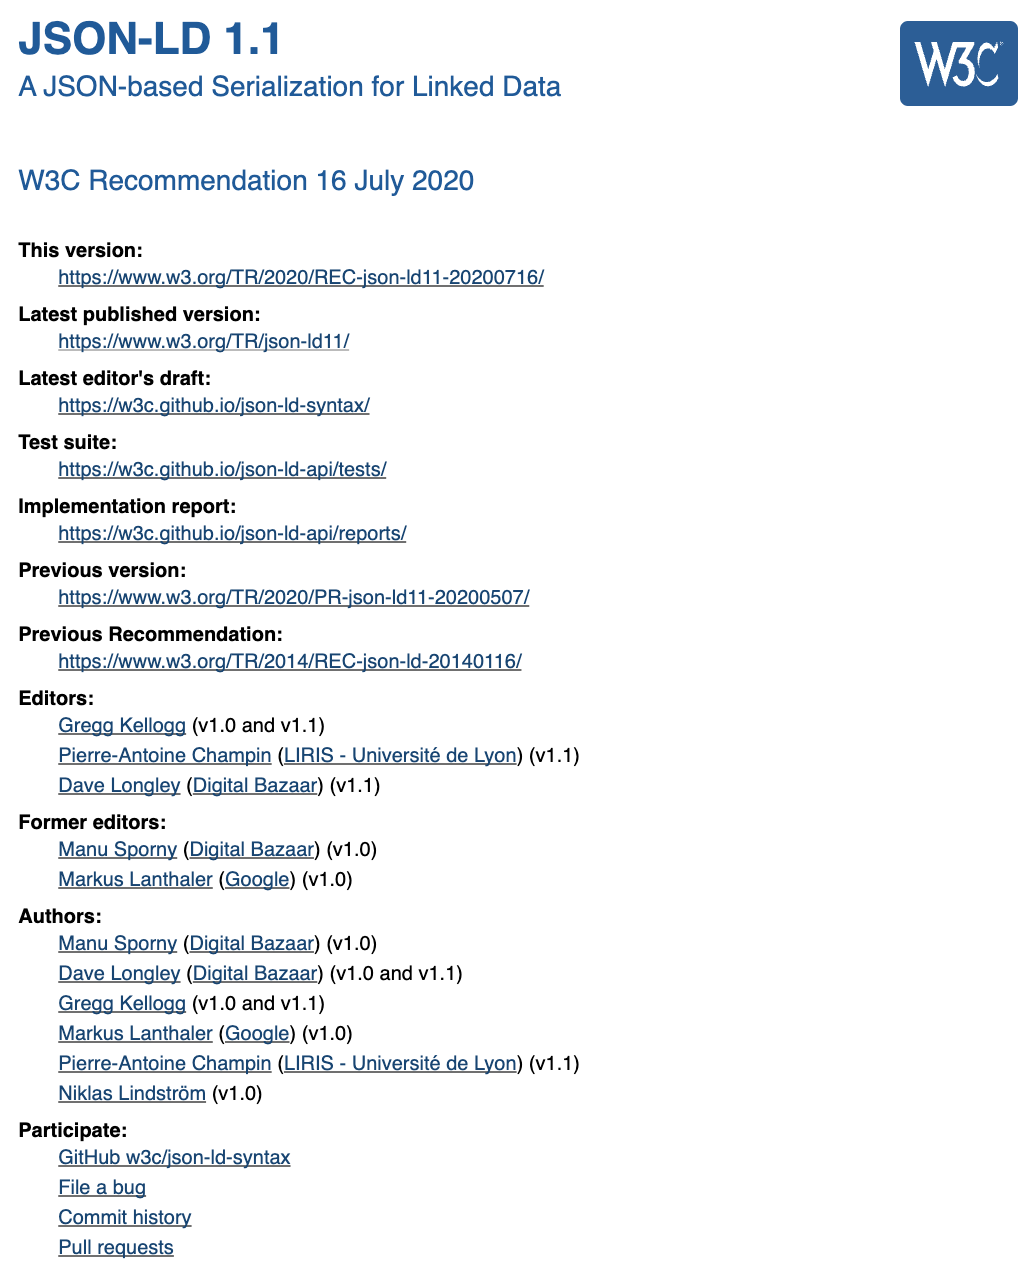 JSON-LD 1.1
W3C
A JSON-based Serialization for Linked Data
W3C Recommendation 16 July 2020
This version:
https://www.w3.org/TR/2020/REC-json-ld11-20200716/
Latest published version:
https://www.w3.org/TR/json-ld11/
Latest editor's draft:
https://w3c.github.io/json-ld-syntax/
Test suite:
https://w3c.github.io/json-ld-api/tests/
Implementation report:
https://w3c.github.io/json-ld-api/reports/
Previous version:
https://www.w3.org/TR/2020/PR-json-ld11-20200507/
Previous Recommendation:
https://www.w3.org/TR/2014/REC-json-ld-20140116/
Editors:
Gregg Kellogg (v1.0 and v1.1)
Pierre-Antoine Champin (LIRIS - Université de Lyon) (v1.1)
Dave Longley (Digital Bazaar) (v1.1)
Former editors:
Manu Sporny (Digital Bazaar) (v1.0)
Markus Lanthaler (Google) (v1.0)
Authors:
Manu Sporny (Digital Bazaar) (v1.0)
Dave Longley (Digital Bazaar) (v1.0 and v1.1)
Gregg Kellogg (v1.0 and v1.1)
Markus Lanthaler (Google) (v1.0)
Pierre-Antoine Champin (LIRIS - Université de Lyon) (v1.1)
Niklas Lindström (v1.0)
Participate:
GitHub w3c/json-ld-syntax
File a bug
Commit history
Pull requests